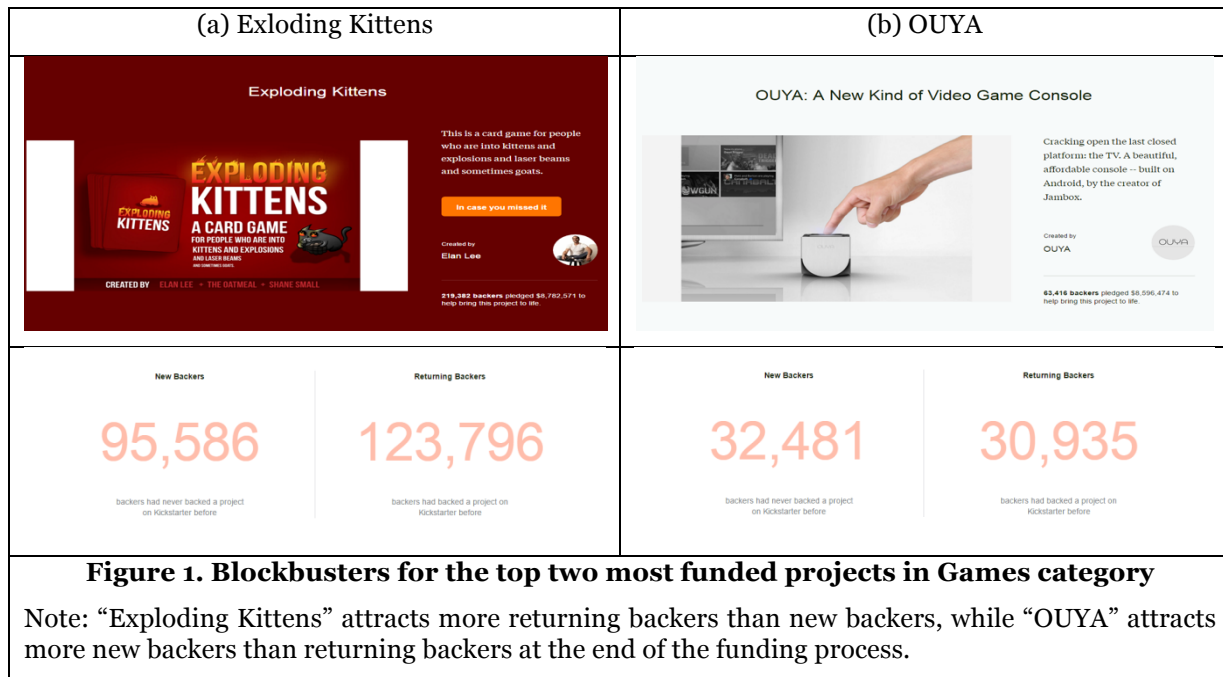 (a) Exloding Kittens
(b) OUYA
Exploding Kittens
EXPLODING
KITTENS
EXPLODING
KITTENS
A CARD GAME
FOR PEOPLE WHO ARE INTO
KITTENS AND EXPLOSIONS
AND LASER BEAMS
AND SOMETIMES GOATS.
CREATED BY ELAN LEE + THE OATMEAL + SHANE SMALL
This is a card game for people
who are into kittens and
explosions and laser beams
and sometimes goats.
In case you missed it
Created by
Elan Lee
219,382 backers pledged $8,782,571 to
help bring this project to life.
OUYA: A New Kind of Video Game Console
Cracking open the last closed
platform: the TV. A beautiful,
affordable console -- built on
Android, by the creator of
Jambox.
Created by
OUYA
OUYA
63,416 backers pledged $8,596,474 to
help bring this project to life.
New Backers
95,586
backers had never backed a project
on Kickstarter before
Returning Backers
123,796
backers had backed a project on
Kickstarter before
New Backers
32,481
backers had never backed a project
on Kickstarter before
Returning Backers
30,935
backers had backed a project on
Kickstarter before
Figure 1. Blockbusters for the top two most funded projects in Games category
Note: “Exploding Kittens” attracts more returning backers than new backers, while “OUYA” attracts
more new backers than returning backers at the end of the funding process.